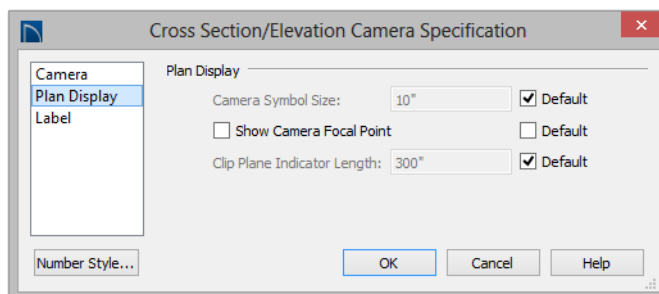 Cross Section/Elevation Camera Specification
Camera
Plan Display
Label
Plan Display
Camera Symbol Size: 10" Default
Show Camera Focal Point Default
Clip Plane Indicator Length: 300" Default
Number Style... OK Cancel Help